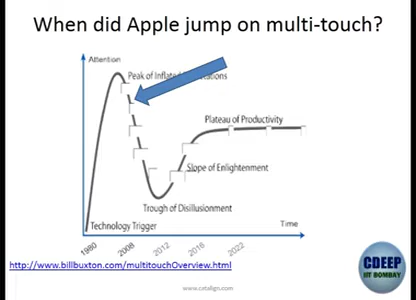 When did Apple jump on multi-touch?
Attention
Peak of Inflated Expectations
Plateau of Productivity
Slope of Enlightenment
Trough of Disillusionment
Technology Trigger
Time
1980
2008
2012
2016
2022
http://www.billbuxton.com/multitouchOverview.html
www.catalign.com
CDEEP
IIT BOMBAY